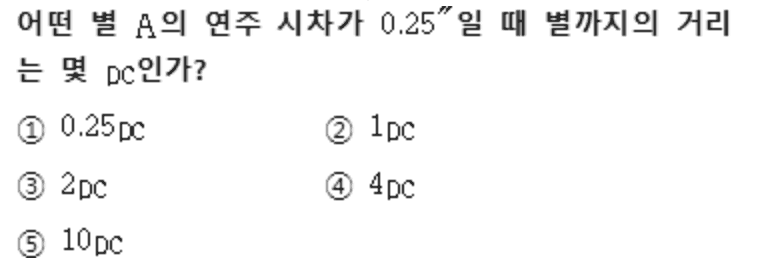 어떤 별 A의 연주 시차가 0.25″일 때 별까지의 거리
는 몇 pc인가?
① 0.25pc ② 1pc
③ 2pc ④ 4pc
⑤ 10pc